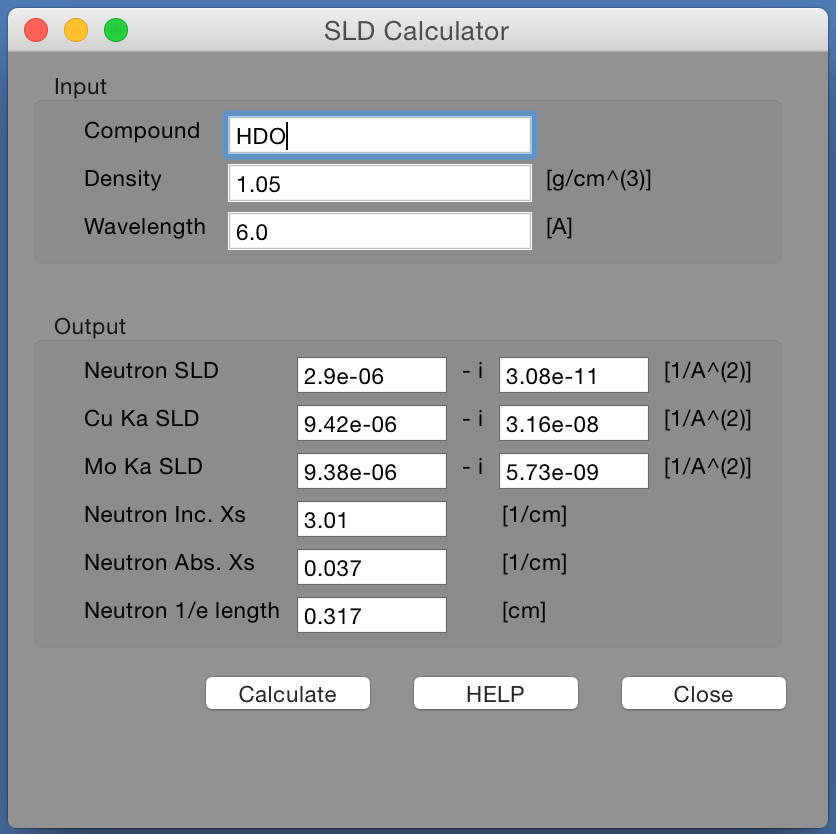 SLD Calculator
Input
Compound HDO
Density 1.05 [g/cm^(3)]
Wavelength 6.0 [A]
Output
Neutron SLD 2.9e-06 - i 3.08e-11 [1/A^(2)]
Cu Ka SLD 9.42e-06 - i 3.16e-08 [1/A^(2)]
Mo Ka SLD 9.38e-06 - i 5.73e-09 [1/A^(2)]
Neutron Inc. Xs 3.01 [1/cm]
Neutron Abs. Xs 0.037 [1/cm]
Neutron 1/e length 0.317 [cm]
Calculate HELP Close